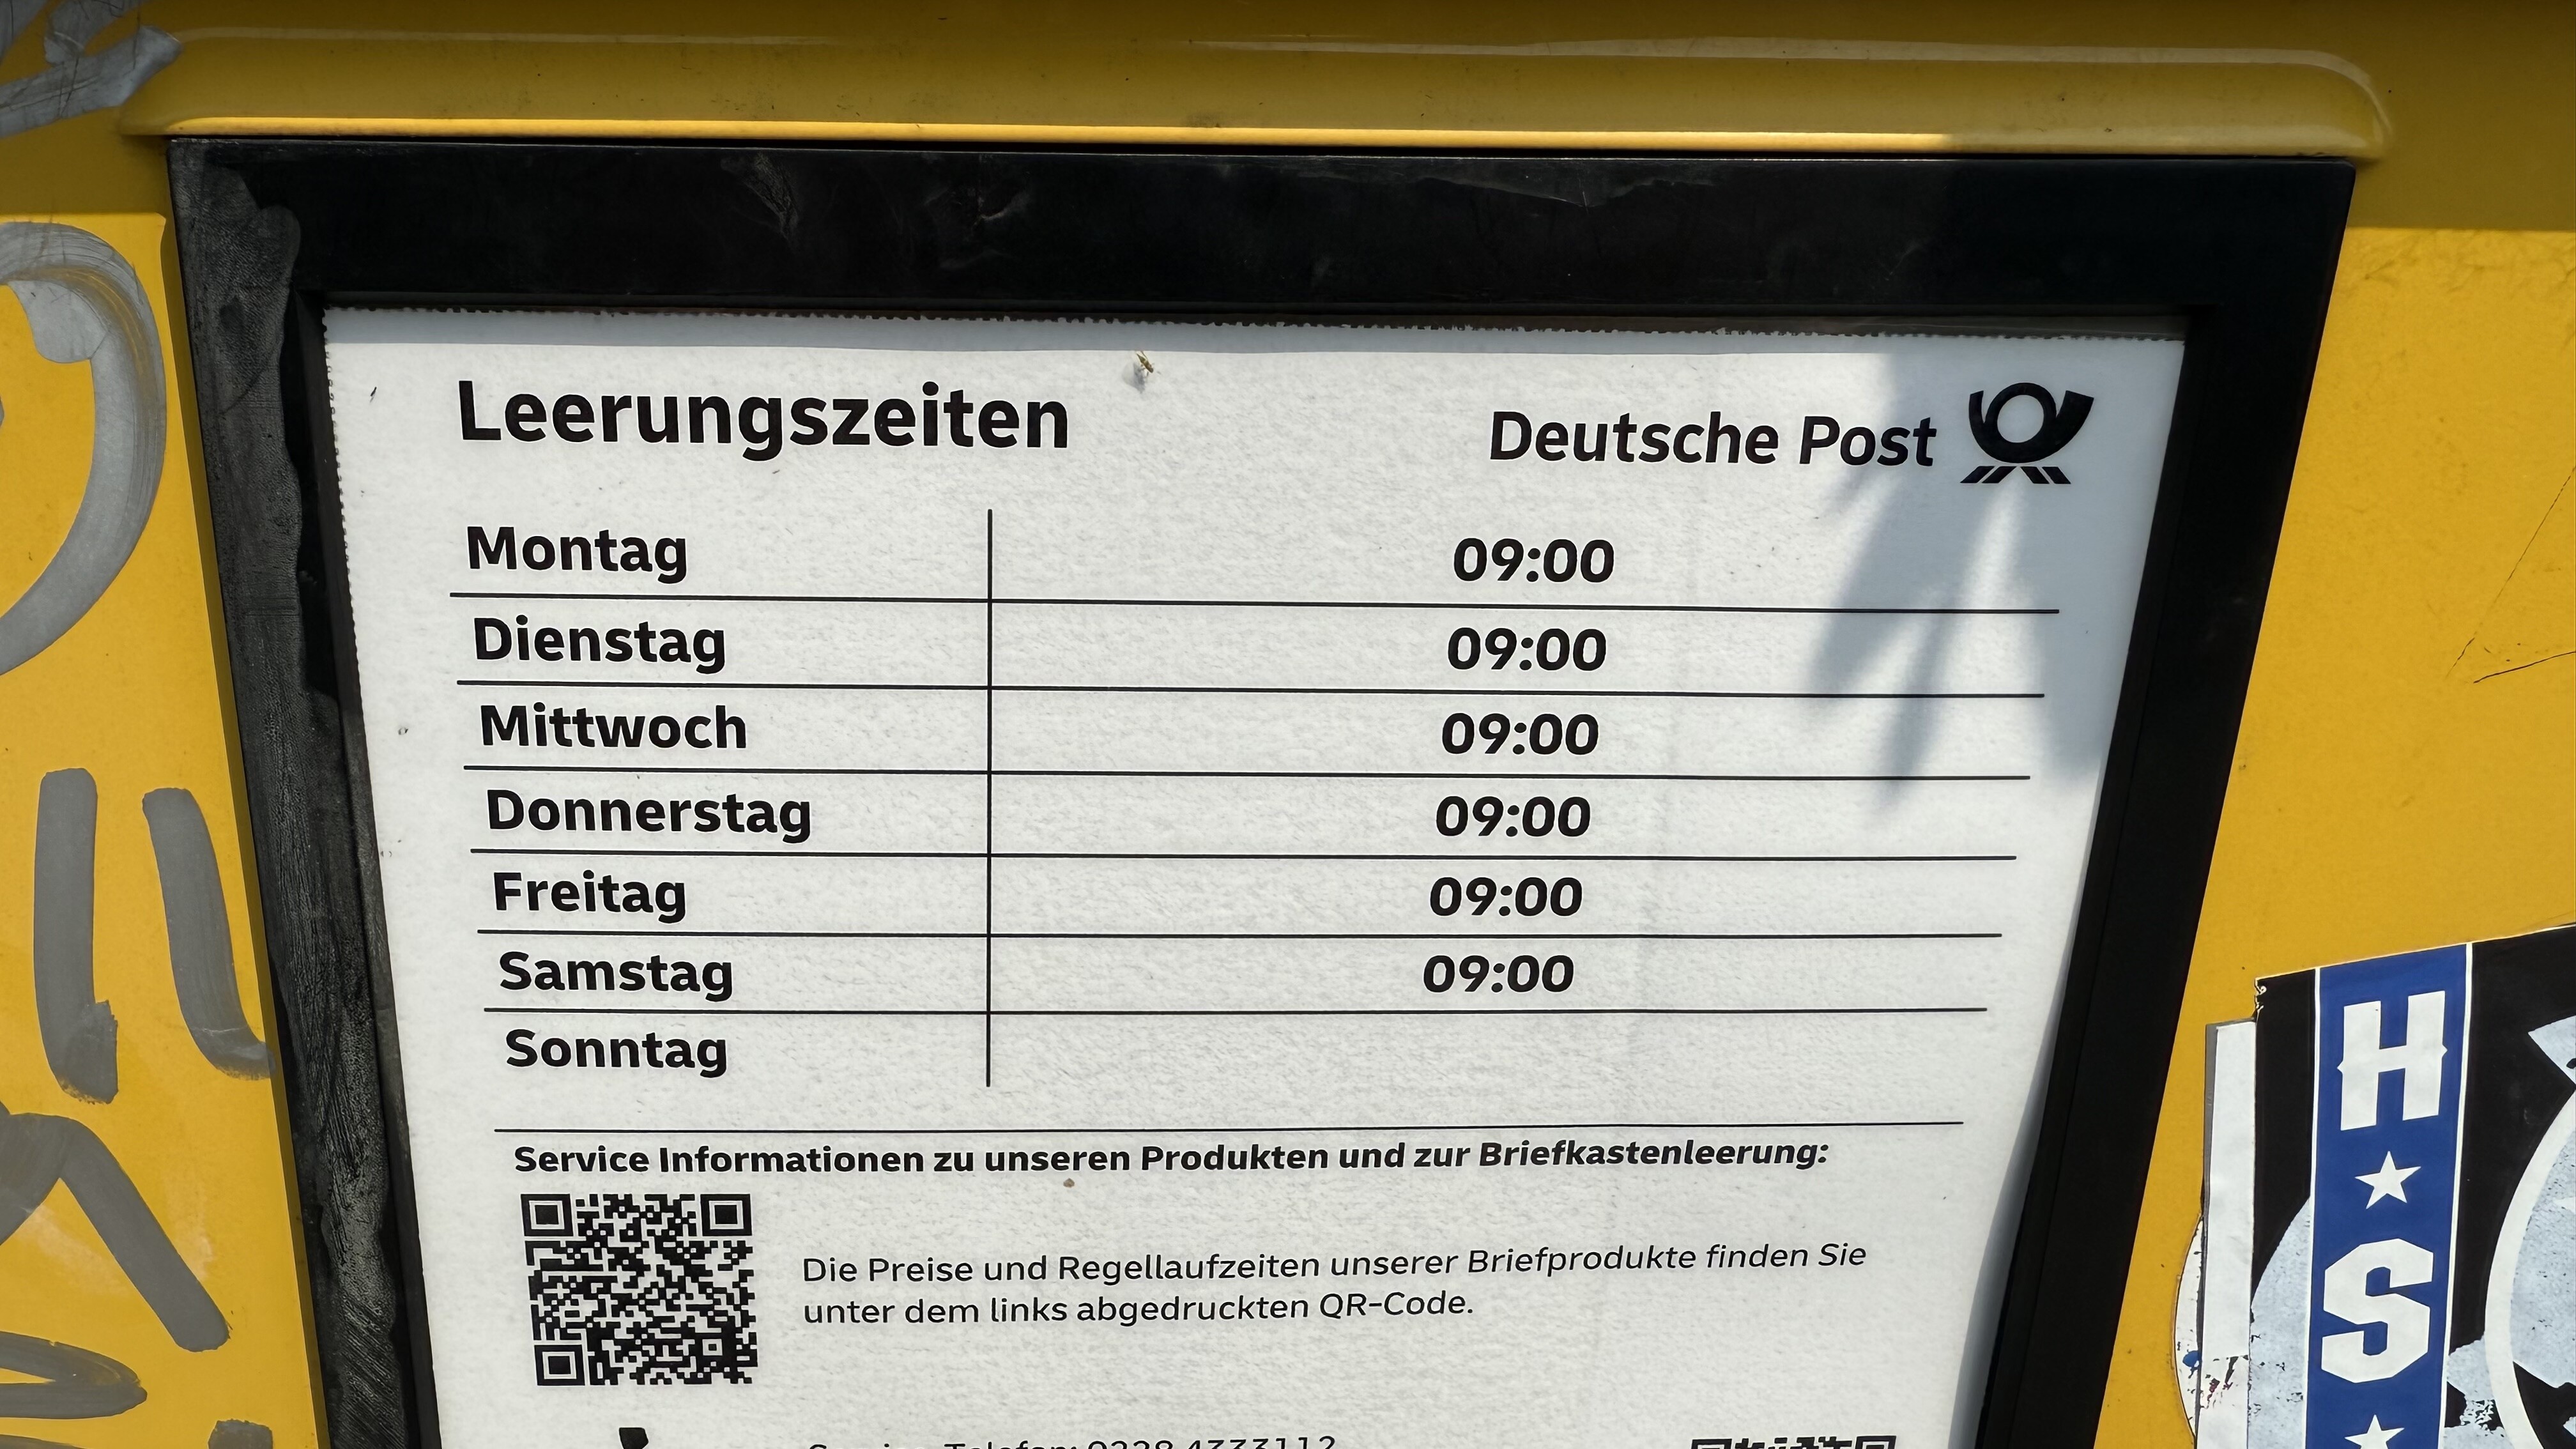 Leerungszeiten
Deutsche Post
Montag 09:00
Dienstag 09:00
Mittwoch 09:00
Donnerstag 09:00
Freitag 09:00
Samstag 09:00
Sonntag
Service Informationen zu unseren Produkten und zur Briefkastenleerung:
Die Preise und Regellaufzeiten unserer Briefprodukte finden Sie
unter dem links abgedruckten QR-Code.
Service-Telefon: 0228 4333112
H
S